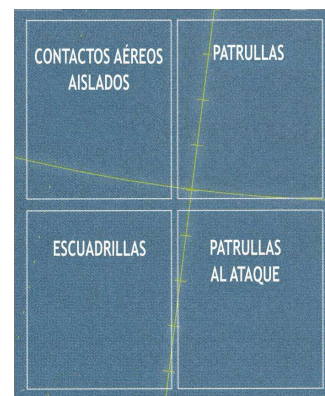 CONTACTOS AÉREOS
AISLADOS
PATRULLAS
ESCUADRILLAS
PATRULLAS
AL ATAQUE